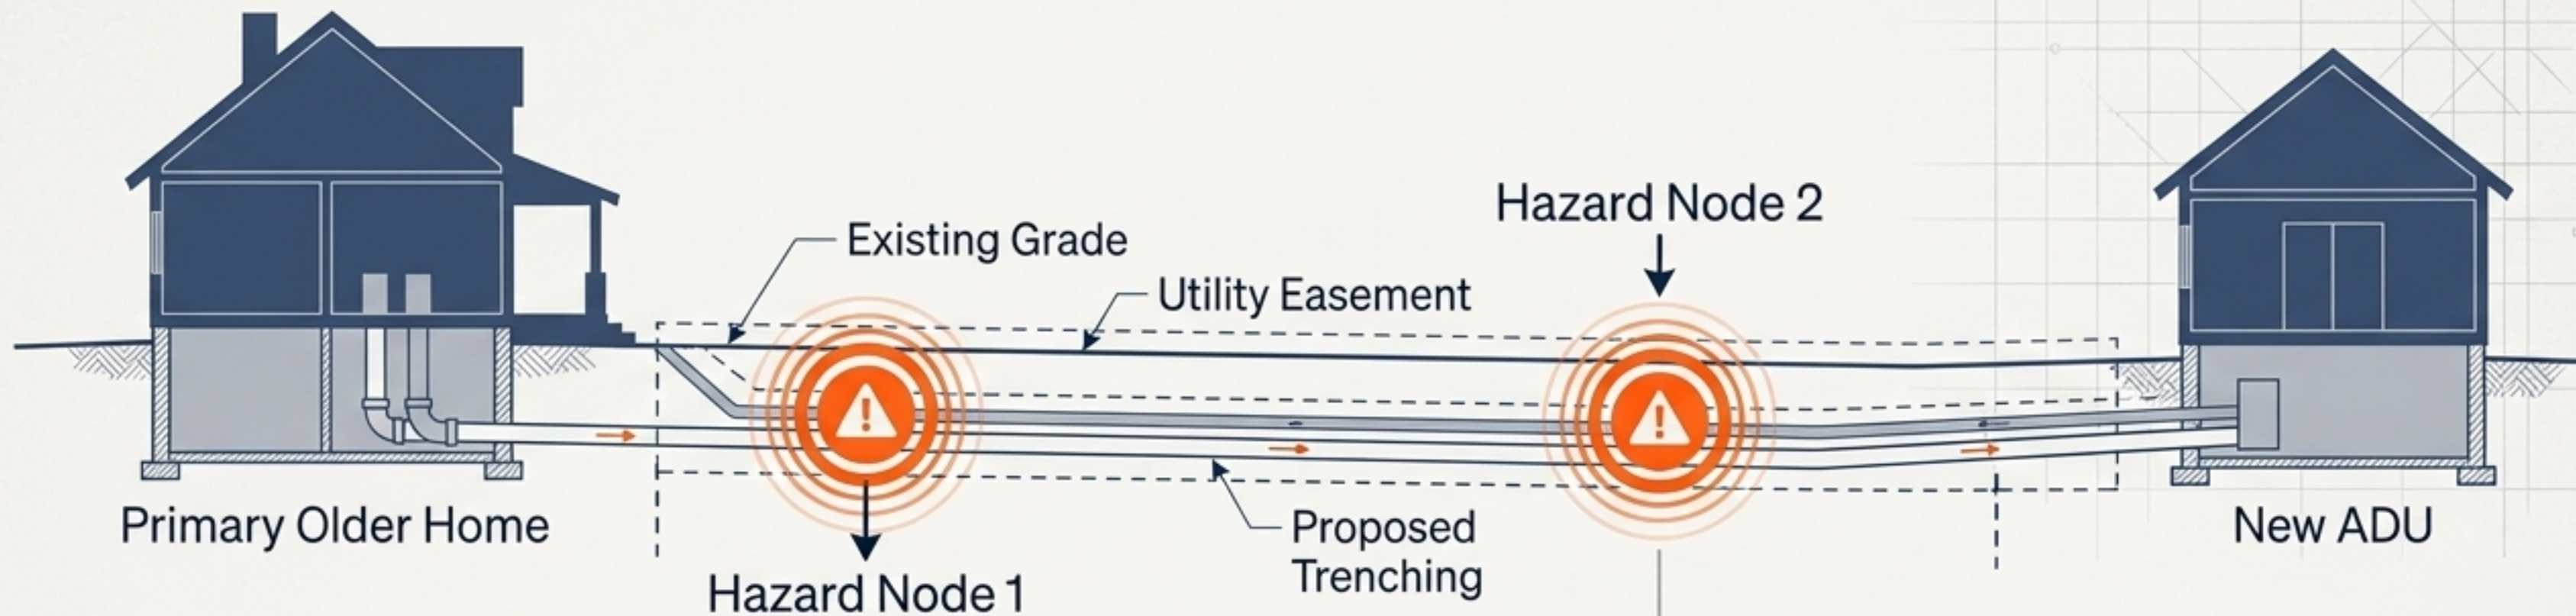 Hazard Node 2
Existing Grade
Utility Easement
Primary Older Home
Proposed
Trenching
New ADU
Hazard Node 1